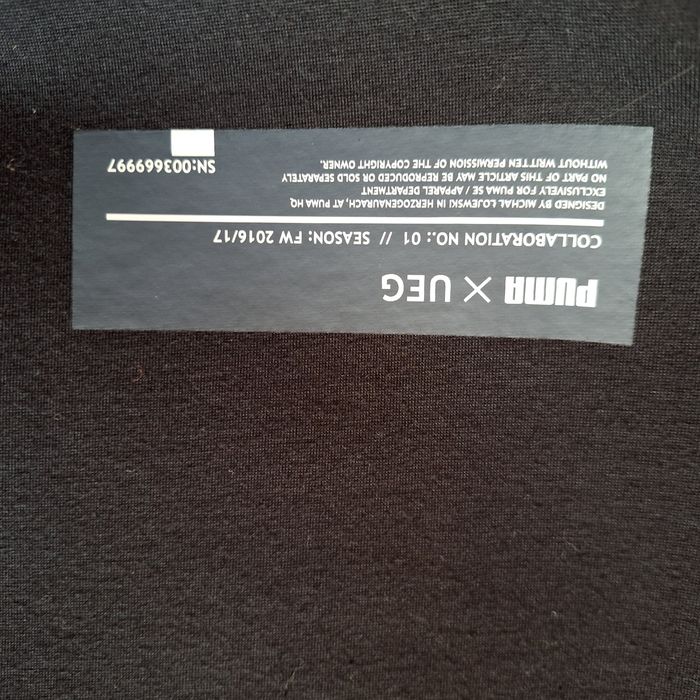 PUMA X UEG
COLLABORATION NO.: 01 // SEASON: FW 2016/17
DESIGNED BY MICHAŁ ŁOJEWSKI IN HERZOGENAURACH, AT PUMA HQ
EXCLUSIVELY FOR PUMA SE / APPAREL DEPARTMENT
NO PART OF THIS ARTICLE MAY BE REPRODUCED OR SOLD SEPARATELY
WITHOUT WRITTEN PERMISSION OF THE COPYRIGHT OWNER.
SN:003669997